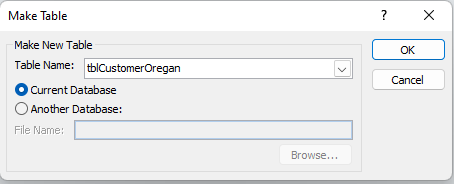 Make Table
?
Make New Table
OK
Table Name: tblCustomerOregan
Cancel
Current Database
Another Database:
File Name:
Browse...